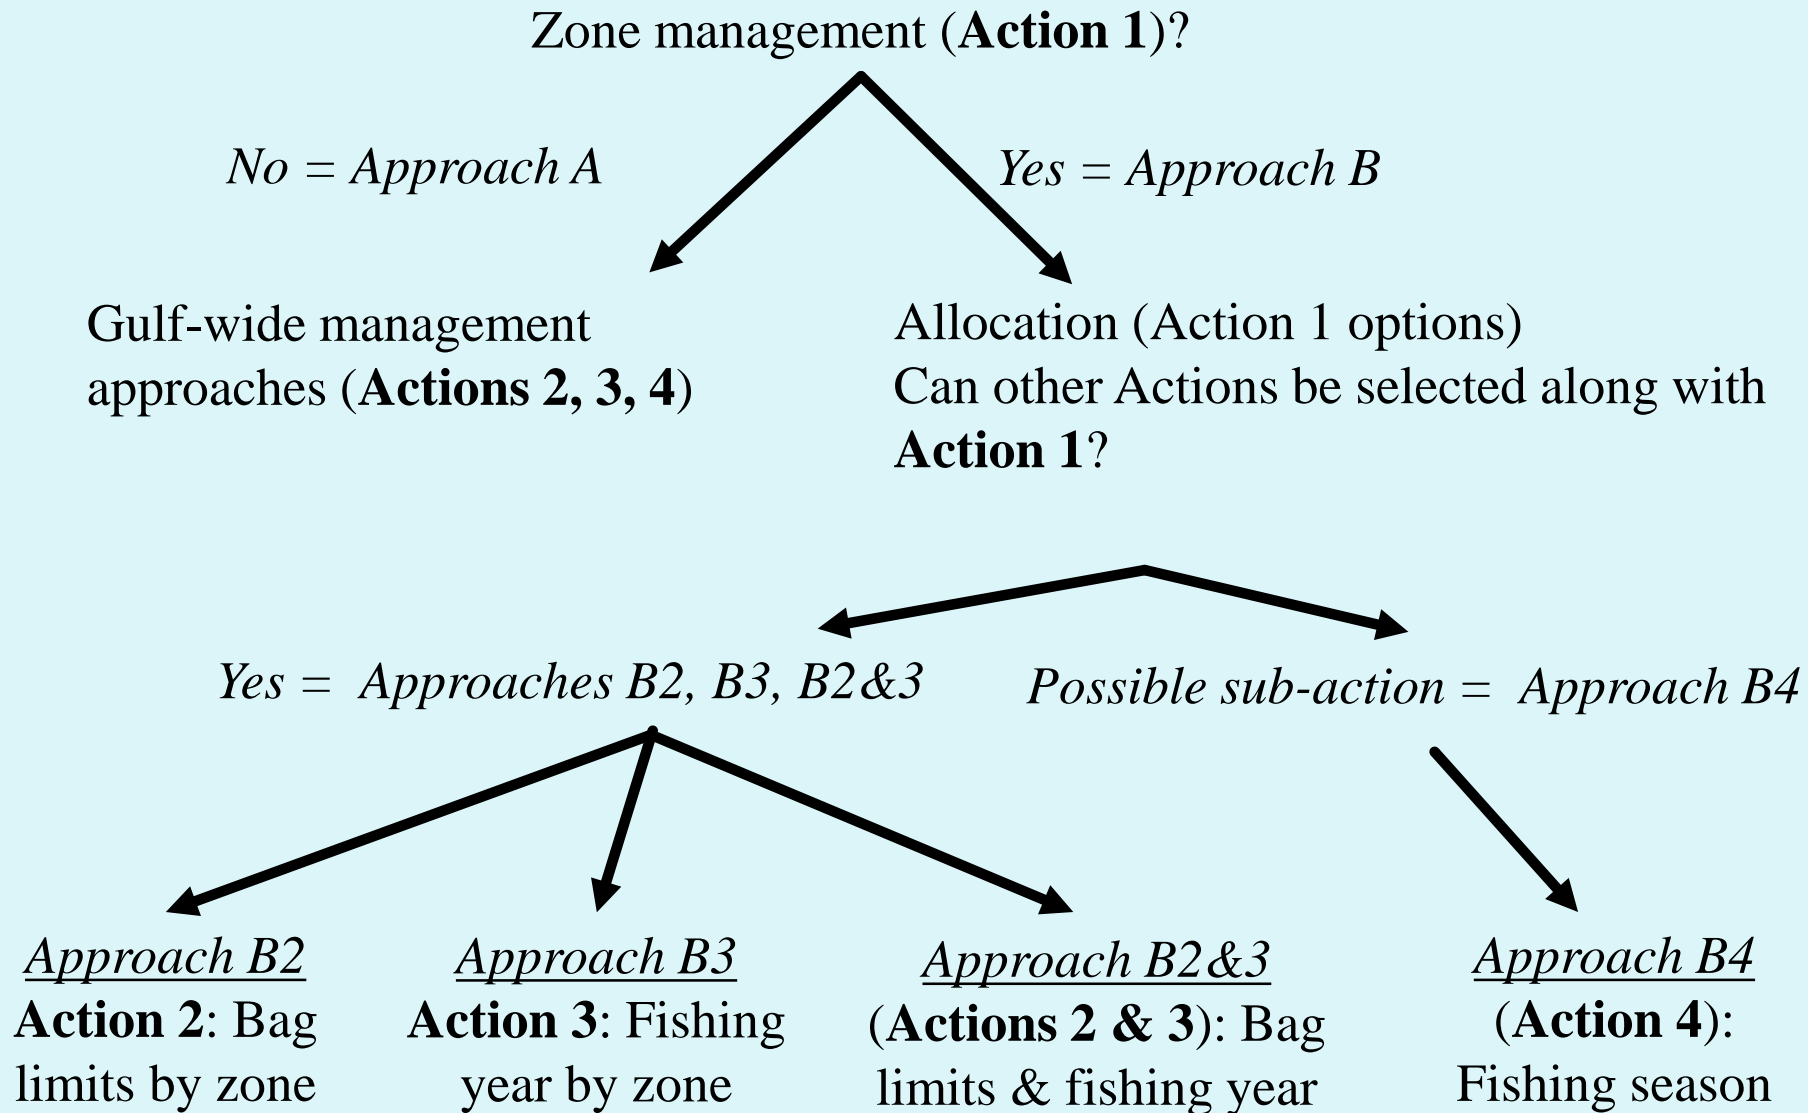 Zone management (Action 1)?
No = Approach A
Yes = Approach B
Gulf-wide management
approaches (Actions 2, 3, 4)
Allocation (Action 1 options)
Can other Actions be selected along with
Action 1?
Yes = Approaches B2, B3, B2&3
Possible sub-action = Approach B4
Approach B2
Action 2: Bag
limits by zone
Approach B3
Action 3: Fishing
year by zone
Approach B2&3
(Actions 2 & 3): Bag
limits & fishing year
Approach B4
(Action 4):
Fishing season